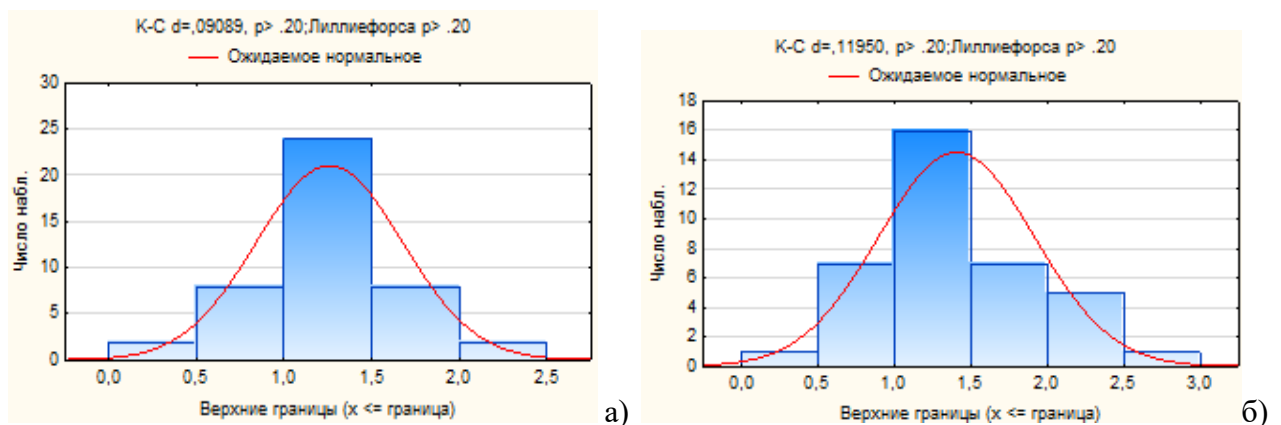 K-C d=,09089, p> .20;Лиллиефорса p> .20
Ожидаемое нормальное
30
25
20
15
10
5
0
Число набл.
0,0 0,5 1,0 1,5 2,0 2,5
Верхние границы (x <= граница)
а)
K-C d=,11950, p> .20;Лиллиефорса p> .20
Ожидаемое нормальное
18
16
14
12
10
8
6
4
2
0
Число набл.
0,0 0,5 1,0 1,5 2,0 2,5 3,0
Верхние границы (x <= граница)
б)